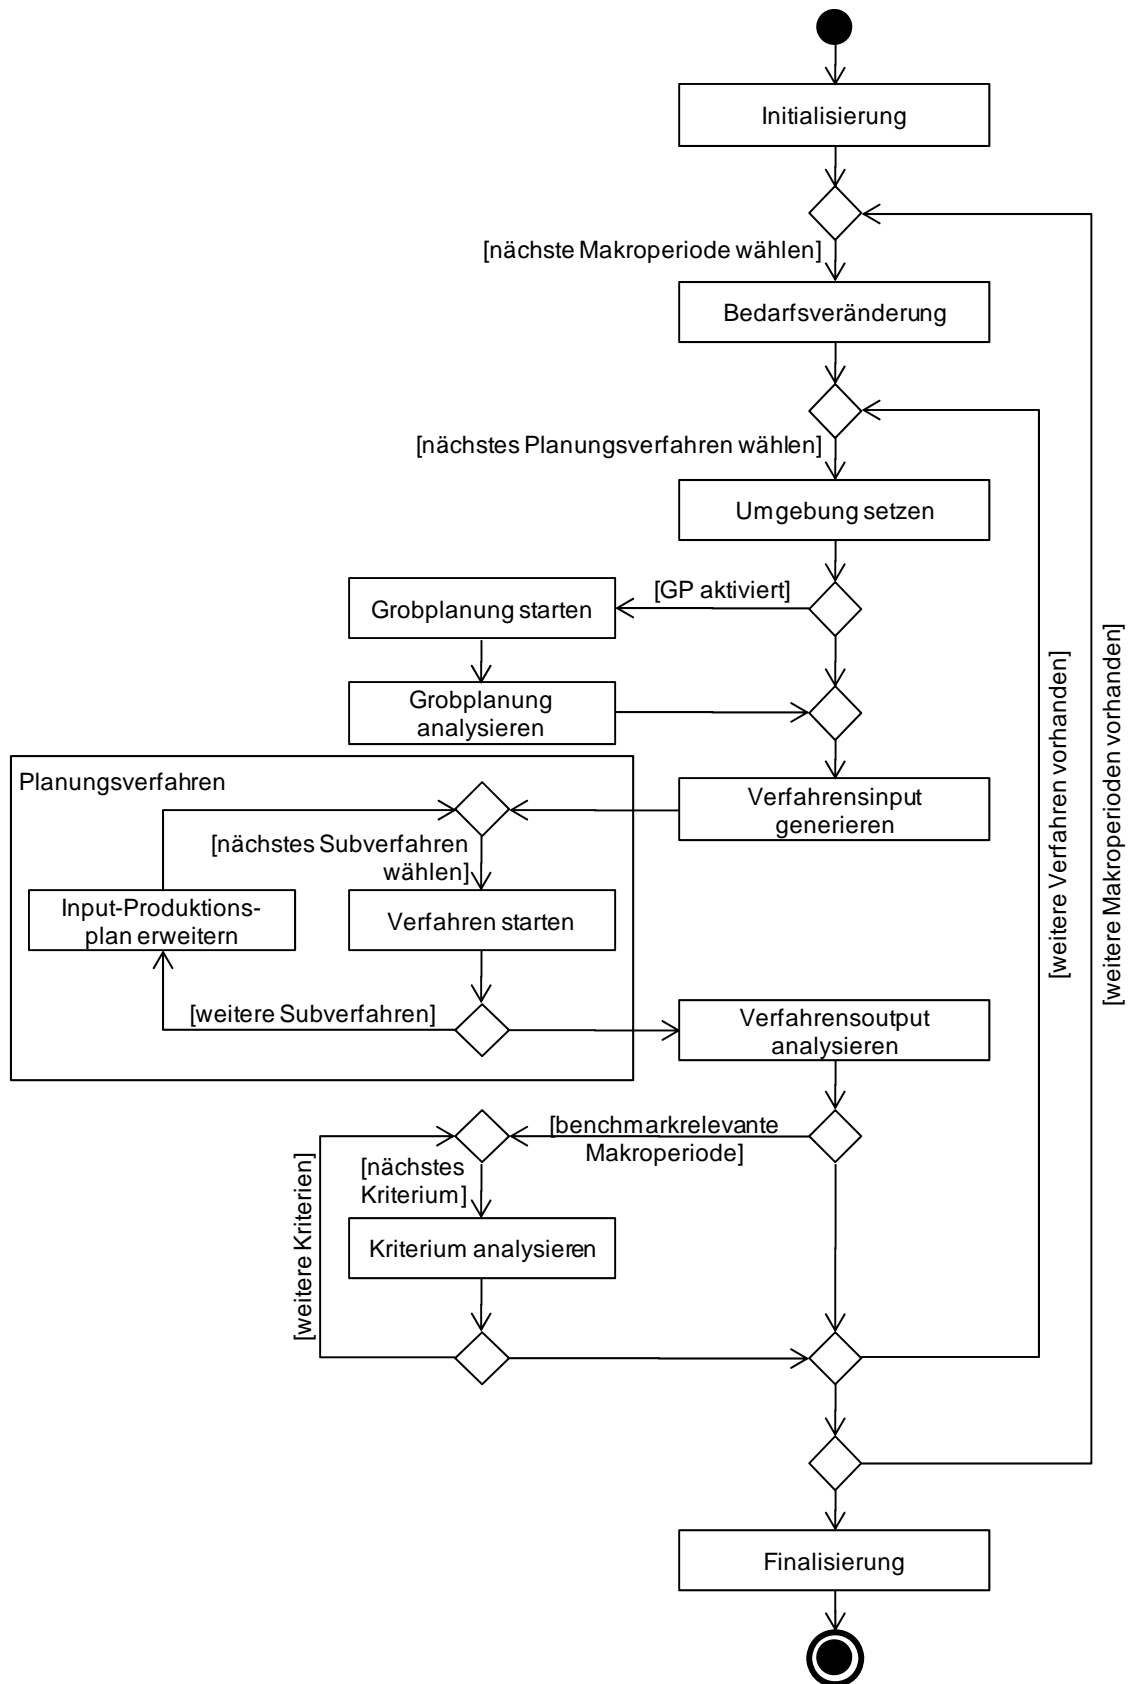 Initialisierung
[nächste Makroperiode wählen]
Bedarfsveränderung
[nächstes Planungsverfahren wählen]
Umgebung setzen
[GP aktiviert]
Grobplanung starten
Grobplanung
analysieren
Planungsverfahren
Verfahrensinput
generieren
[nächstes Subverfahren
wählen]
Input-Produktions-
plan erweitern
Verfahren starten
[weitere Subverfahren]
Verfahrensoutput
analysieren
[benchmarkrelevante
Makroperiode]
[nächstes
Kriterium]
[weitere Kriterien]
Kriterium analysieren
[weitere Verfahren vorhanden]
[weitere Makroperioden vorhanden]
Finalisierung